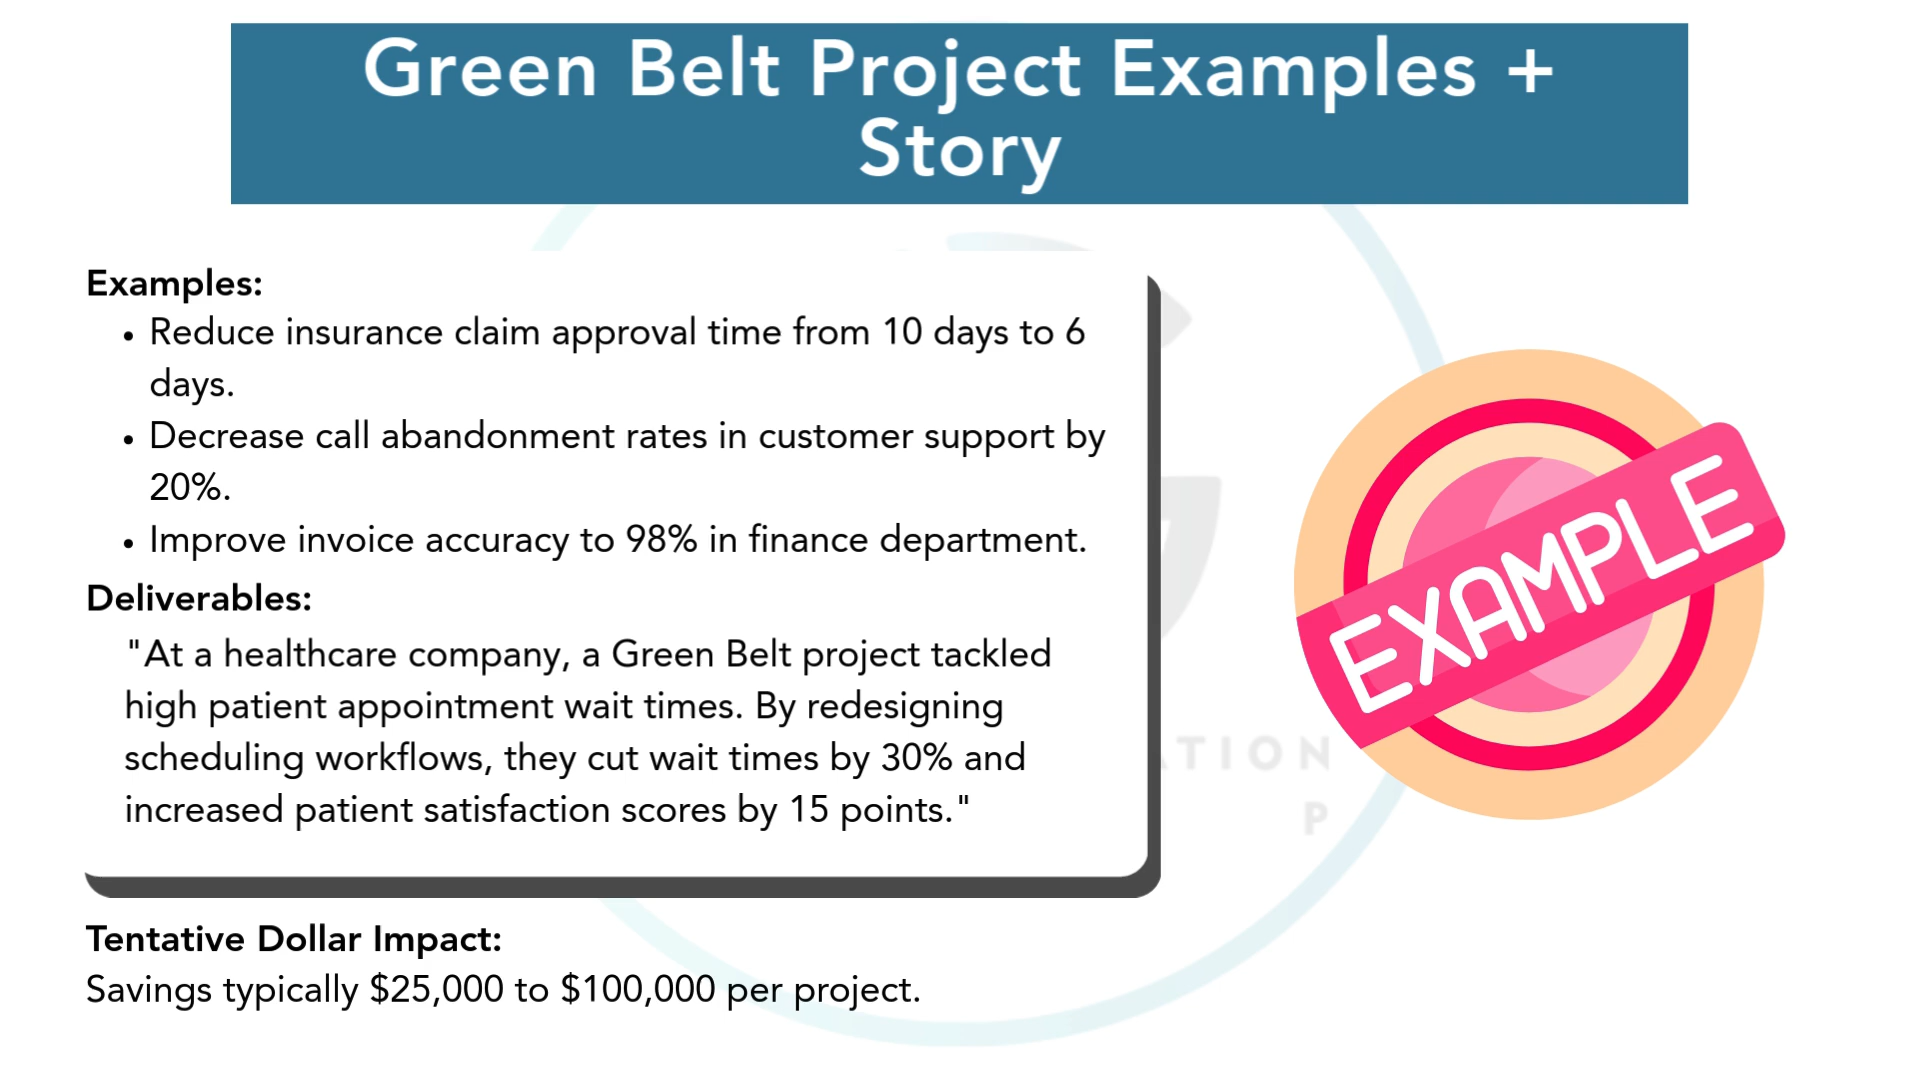 Green Belt Project Examples +
Story
Examples:
• Reduce insurance claim approval time from 10 days to 6
days.
• Decrease call abandonment rates in customer support by
20%.
• Improve invoice accuracy to 98% in finance department.
Deliverables:
"At a healthcare company, a Green Belt project tackled
high patient appointment wait times. By redesigning
scheduling workflows, they cut wait times by 30% and
increased patient satisfaction scores by 15 points."
Tentative Dollar Impact:
Savings typically $25,000 to $100,000 per project.
EXAMPLE